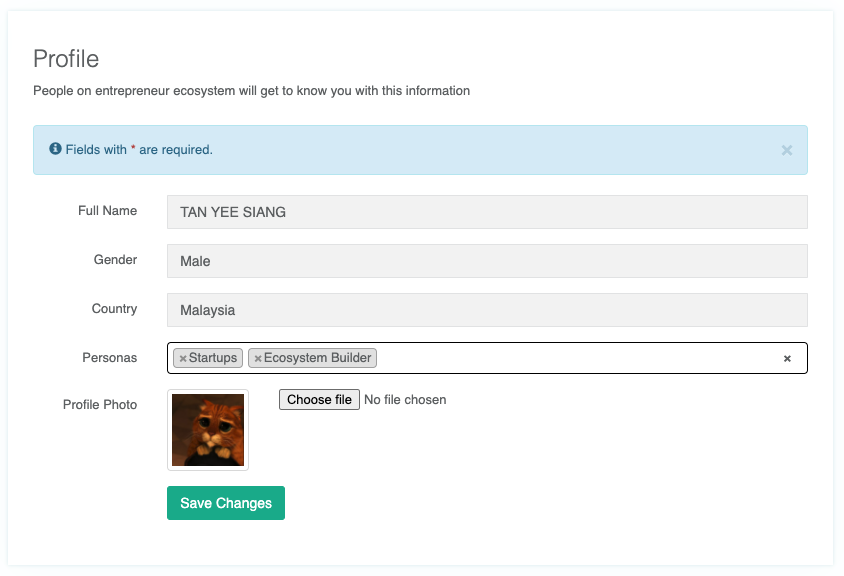 Profile
People on entrepreneur ecosystem will get to know you with this information
Fields with * are required.
×
Full Name
TAN YEE SIANG
Gender
Male
Country
Malaysia
Personas
×Startups ×Ecosystem Builder ×
Profile Photo
Choose file No file chosen
Save Changes